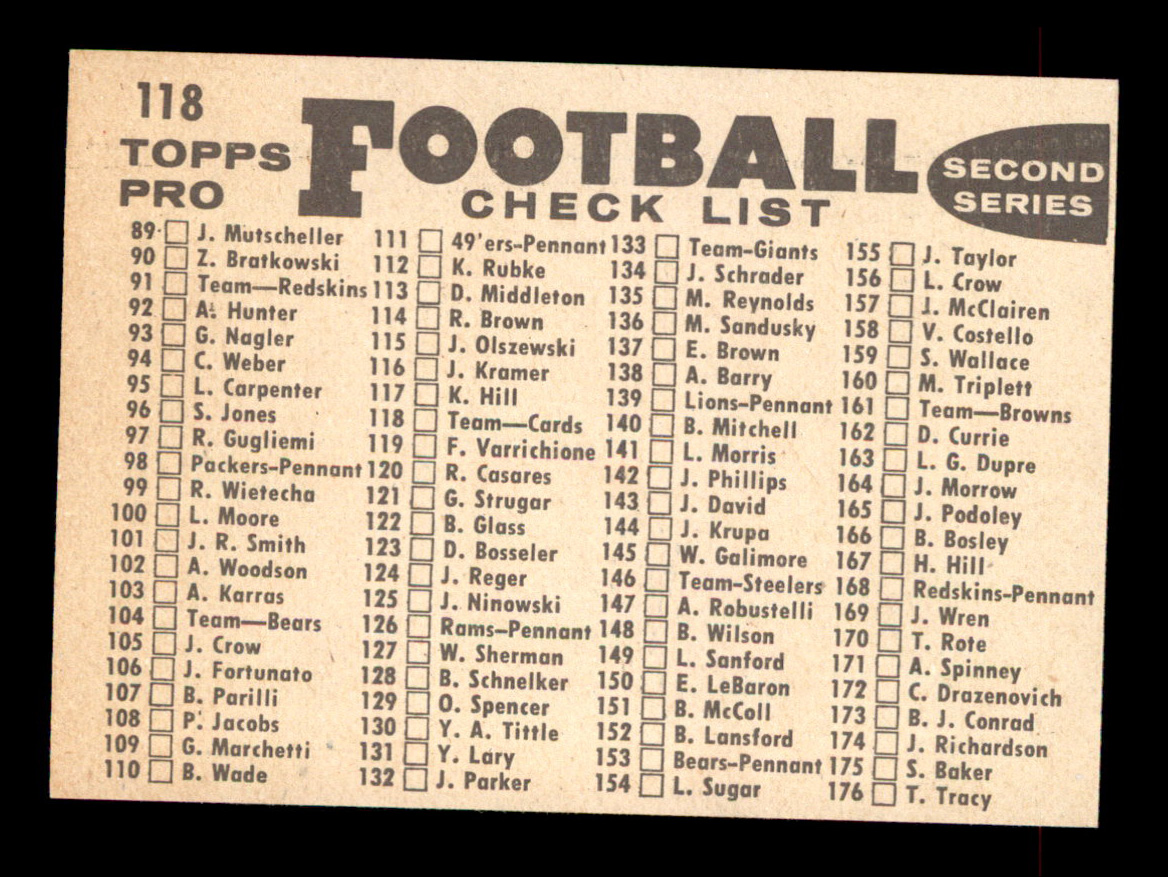 118
TOPPS
PRO
FOOTBALL
CHECK LIST
SECOND
SERIES
89 J. Mutscheller
90 Z. Bratkowski
91 Team—Redskins
92 A. Hunter
93 G. Nagler
94 C. Weber
95 L. Carpenter
96 S. Jones
97 R. Gugliemi
98 Packers-Pennant
99 R. Wietecha
100 L. Moore
101 J. R. Smith
102 A. Woodson
103 A. Karras
104 Team—Bears
105 J. Crow
106 J. Fortunato
107 B. Parilli
108 P. Jacobs
109 G. Marchetti
110 B. Wade
111 49'ers-Pennant
112 K. Rubke
113 D. Middleton
114 R. Brown
115 J. Olszewski
116 J. Kramer
117 K. Hill
118 Team—Cards
119 F. Varrichione
120 R. Casares
121 G. Strugar
122 B. Glass
123 D. Bosseler
124 J. Reger
125 J. Ninowski
126 Rams-Pennant
127 W. Sherman
128 B. Schnelker
129 O. Spencer
130 Y. A. Tittle
131 Y. Lary
132 J. Parker
133 Team-Giants
134 J. Schrader
135 M. Reynolds
136 M. Sandusky
137 E. Brown
138 A. Barry
139 Lions-Pennant
140 B. Mitchell
141 L. Morris
142 J. Phillips
143 J. David
144 J. Krupa
145 W. Galimore
146 Team-Steelers
147 A. Robustelli
148 B. Wilson
149 L. Sanford
150 E. LeBaron
151 B. McColl
152 B. Lansford
153 Bears-Pennant
154 L. Sugar
155 J. Taylor
156 L. Crow
157 J. McClairen
158 V. Costello
159 S. Wallace
160 M. Triplett
161 Team—Browns
162 D. Currie
163 L. G. Dupre
164 J. Morrow
165 J. Podoley
166 B. Bosley
167 H. Hill
168 Redskins-Pennant
169 J. Wren
170 T. Rote
171 A. Spinney
172 C. Drazenovich
173 B. J. Conrad
174 J. Richardson
175 S. Baker
176 T. Tracy